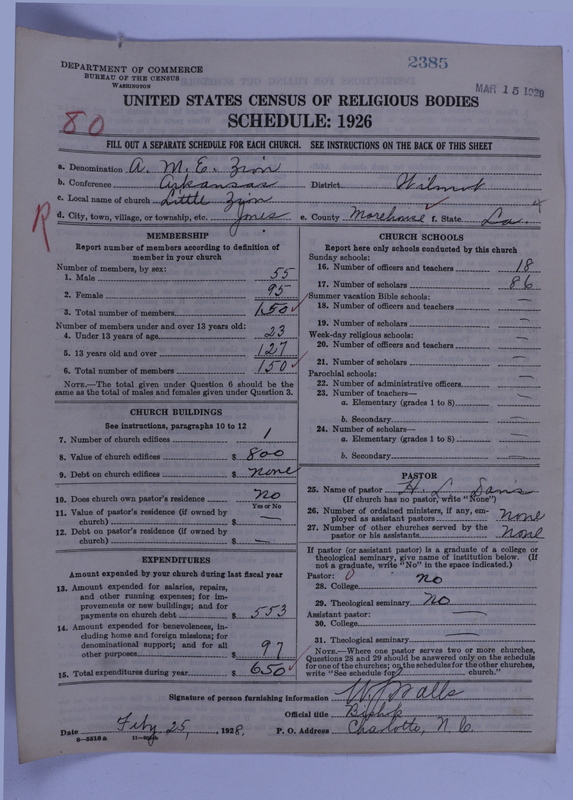 2385
DEPARTMENT OF COMMERCE
BUREAU OF THE CENSUS
WASHINGTON
MAR 15 1929
UNITED STATES CENSUS OF RELIGIOUS BODIES
SCHEDULE: 1926
80
FILL OUT A SEPARATE SCHEDULE FOR EACH CHURCH. SEE INSTRUCTIONS ON THE BACK OF THIS SHEET
a. Denomination A. M. E. Zion
b. Conference Arkansas District Wilmot
c. Local name of church Little Zion
R
d. City, town, village, or township, etc. Jones e. County Morehouse f. State La.
MEMBERSHIP
Report number of members according to definition of
member in your church
Number of members, by sex:
1. Male 55
2. Female 95
3. Total number of members 150
Number of members under and over 13 years old:
4. Under 13 years of age 23
5. 13 years old and over 127
6. Total number of members 150
NOTE.—The total given under Question 6 should be
same as the total of males and females given under Question 3.
CHURCH BUILDINGS
See instructions, paragraphs 10 to 12
7. Number of church edifices 1
8. Value of church edifices $ 800
9. Debt on church edifices $ none
10. Does church own pastor's residence no
Yes or No
11. Value of pastor's residence (if owned by
church) $ —
12. Debt on pastor's residence (if owned by
church) $ —
EXPENDITURES
Amount expended by your church during last fiscal year
13. Amount expended for salaries, repairs,
and other running expenses; for im-
provements or new buildings; and for
payments on church debt $ 553
14. Amount expended for benevolences, in-
cluding home and foreign missions; for
denominational support; and for all
other purposes $ 97
15. Total expenditures during year $ 650
CHURCH SCHOOLS
Report here only schools conducted by this church
Sunday schools:
16. Number of officers and teachers 18
17. Number of scholars 86
Summer vacation Bible schools:
18. Number of officers and teachers —
19. Number of scholars —
Week-day religious schools:
20. Number of officers and teachers —
21. Number of scholars —
Parochial schools:
22. Number of administrative officers —
23. Number of teachers—
a. Elementary (grades 1 to 8) —
b. Secondary —
24. Number of scholars—
a. Elementary (grades 1 to 8) —
b. Secondary —
PASTOR
25. Name of pastor H. L. Davis
(If church has no pastor, write "None")
26. Number of ordained ministers, if any, em-
ployed as assistant pastors none
27. Number of other churches served by the
pastor or his assistants none
If pastor (or assistant pastor) is a graduate of a college or
theological seminary, give name of institution below. (If
not a graduate, write "No" in the space indicated.)
Pastor: 0
28. College no
29. Theological seminary no
Assistant pastor:
30. College —
31. Theological seminary —
NOTE.—Where one pastor serves two or more churches,
Questions 28 and 29 should be answered only on the schedule
for one of the churches; on the schedules for the other churches,
write "See schedule for church."
Signature of person furnishing information W J Walls
Official title Bishop
Date Feby 25, 1928, P. O. Address Charlotte, N. C.